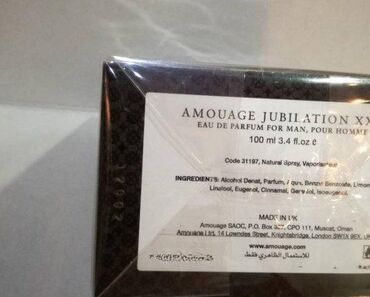 AMOUAGE JUBILATION XX
EAU DE PARFUM FOR MAN, POUR HOMME
100 ml 3.4 fl.oz e
Code 31197, Natural Spray, Vaporisateur
INGREDIENTS: Alcohol Denat, Parfum, Aqua, Benzyl Benzoate, Limon
Linalool, Eugenol, Cinnamal, Geraniol, Isoeugenol.
MADE IN UK
Amouage SAOC, P.O. Box 307, CPO 111, Muscat, Oman
Amouage Ltd, 14 Lowndes Street, Knightsbridge, London SW1X 9EX, U
www.amouage.com
للاستعمال الظاهري فقط